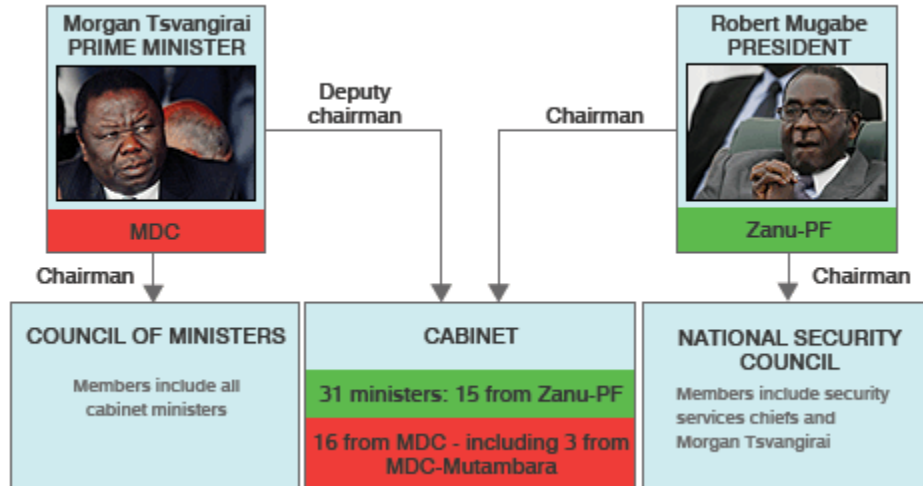 Morgan Tsvangirai
PRIME MINISTER
MDC
Robert Mugabe
PRESIDENT
Zanu-PF
Deputy
chairman
Chairman
Chairman
Chairman
COUNCIL OF MINISTERS
Members include all
cabinet ministers
CABINET
31 ministers: 15 from Zanu-PF
16 from MDC - including 3 from
MDC-Mutambara
NATIONAL SECURITY
COUNCIL
Members include security
services chiefs and
Morgan Tsvangirai